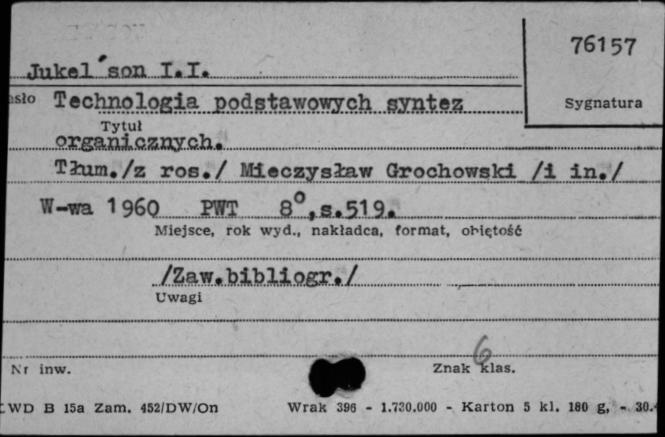 76157
Jukel'son I.I.
Technologia podstawowych syntez
Sygnatura
Tytuł
organicznych.
Tłum./z ros./ Mieczysław Grochowski /i in./
W-wa 1960 PWT 8°,s.519.
Miejsce, rok wyd., nakładca, format, objętość
/Zaw.bibliogr./
Uwagi
6
Nr inw.
Znak klas.
WD B 15a Zam. 452/DW/On Wrak 396 - 1.730.000 - Karton 5 kl. 180 g, - 30.